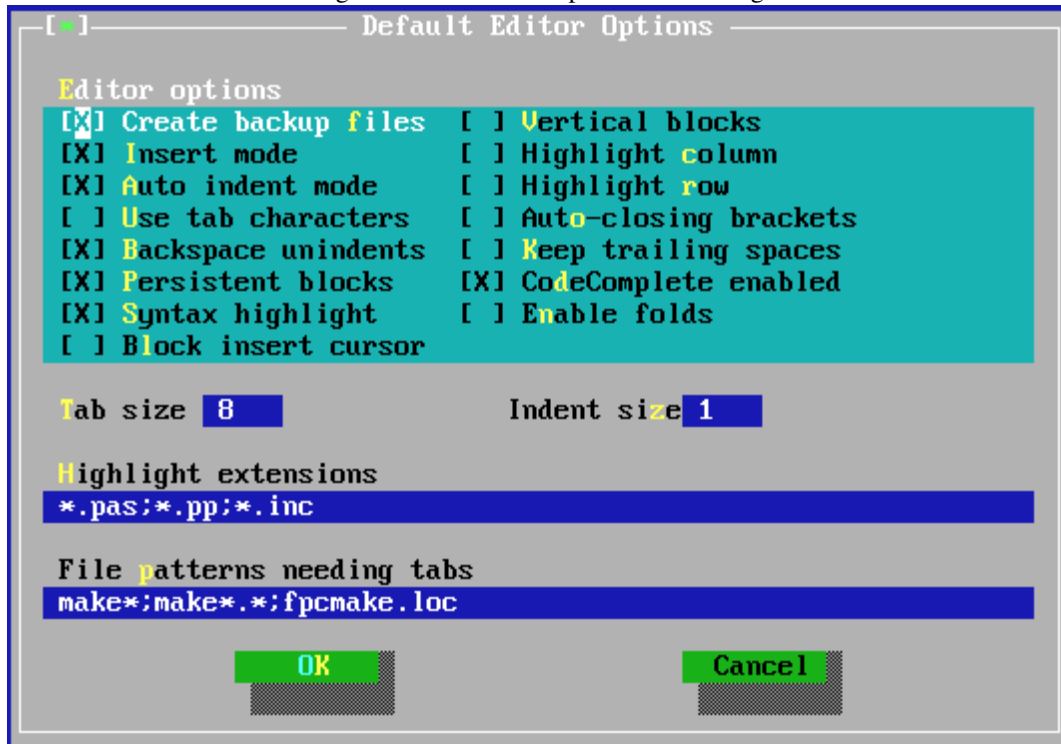 [*] Default Editor Options
Editor options
[X] Create backup files [ ] Vertical blocks
[X] Insert mode [ ] Highlight column
[X] Auto indent mode [ ] Highlight row
[ ] Use tab characters [ ] Auto-closing brackets
[X] Backspace unindents [ ] Keep trailing spaces
[X] Persistent blocks [X] CodeComplete enabled
[X] Syntax highlight [ ] Enable folds
[ ] Block insert cursor
Tab size 8 Indent size 1
Highlight extensions
*.pas;*.pp;*.inc
File patterns needing tabs
make*;make*.*;fpcmake.loc
OK Cancel